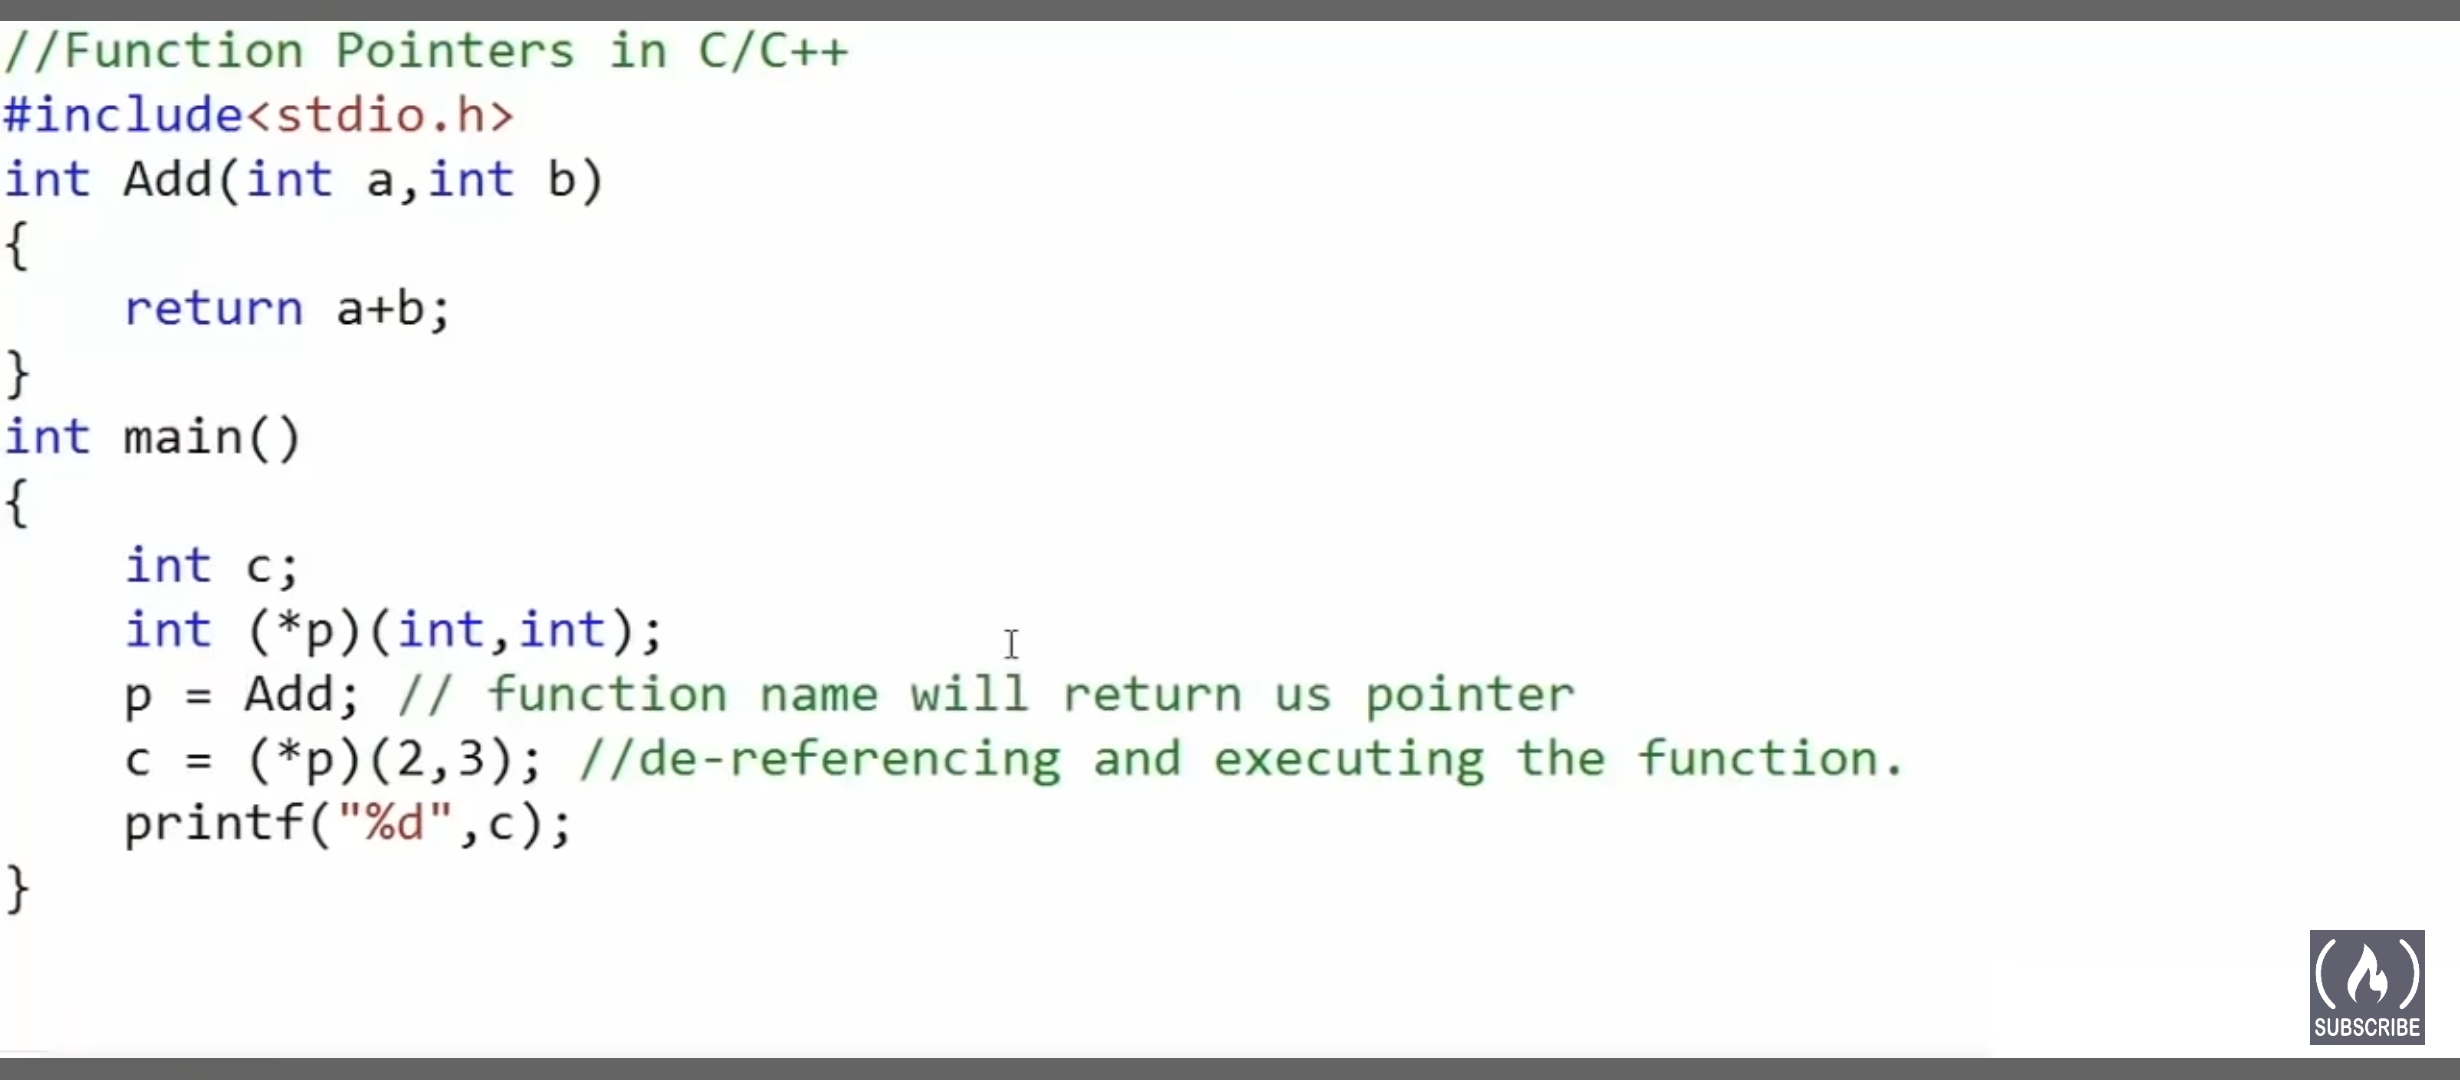 //Function Pointers in C/C++
#include<stdio.h>
int Add(int a,int b)
{
    return a+b;
}
int main()
{
    int c;
    int (*p)(int,int);
    p = Add; // function name will return us pointer
    c = (*p)(2,3); //de-referencing and executing the function.
    printf("%d",c);
}
SUBSCRIBE